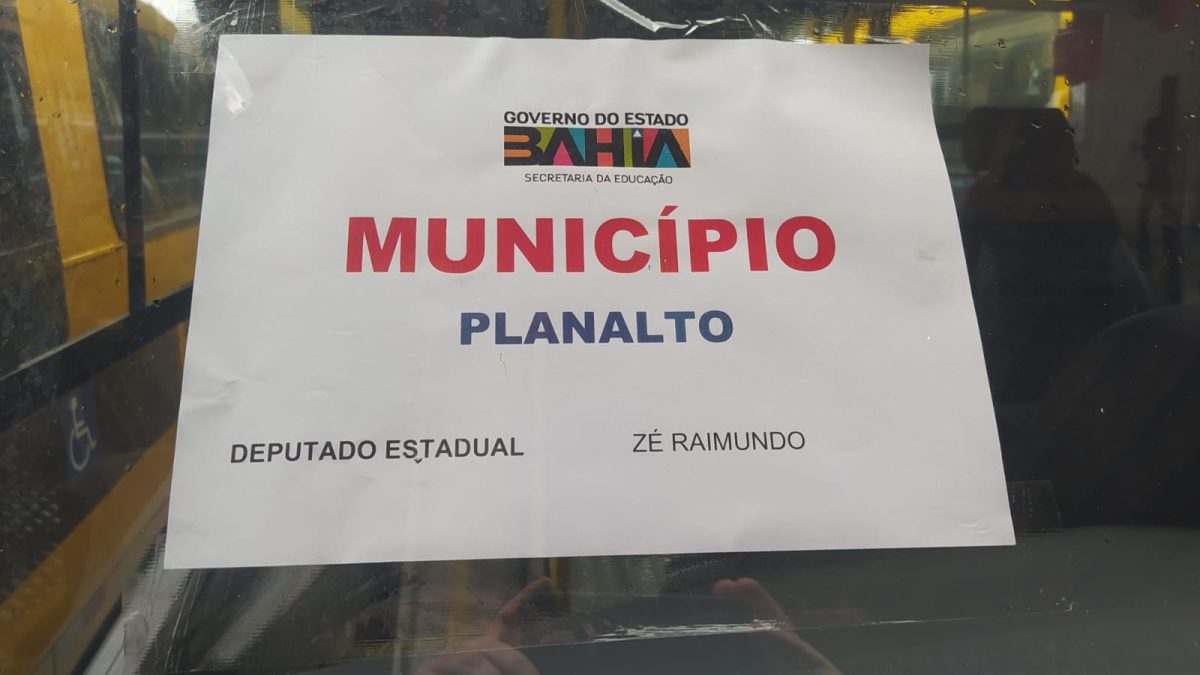 GOVERNO DO ESTADO
BAHIA
SECRETARIA DA EDUCAÇÃO
MUNICÍPIO
PLANALTO
DEPUTADO ESTADUAL ZÉ RAIMUNDO